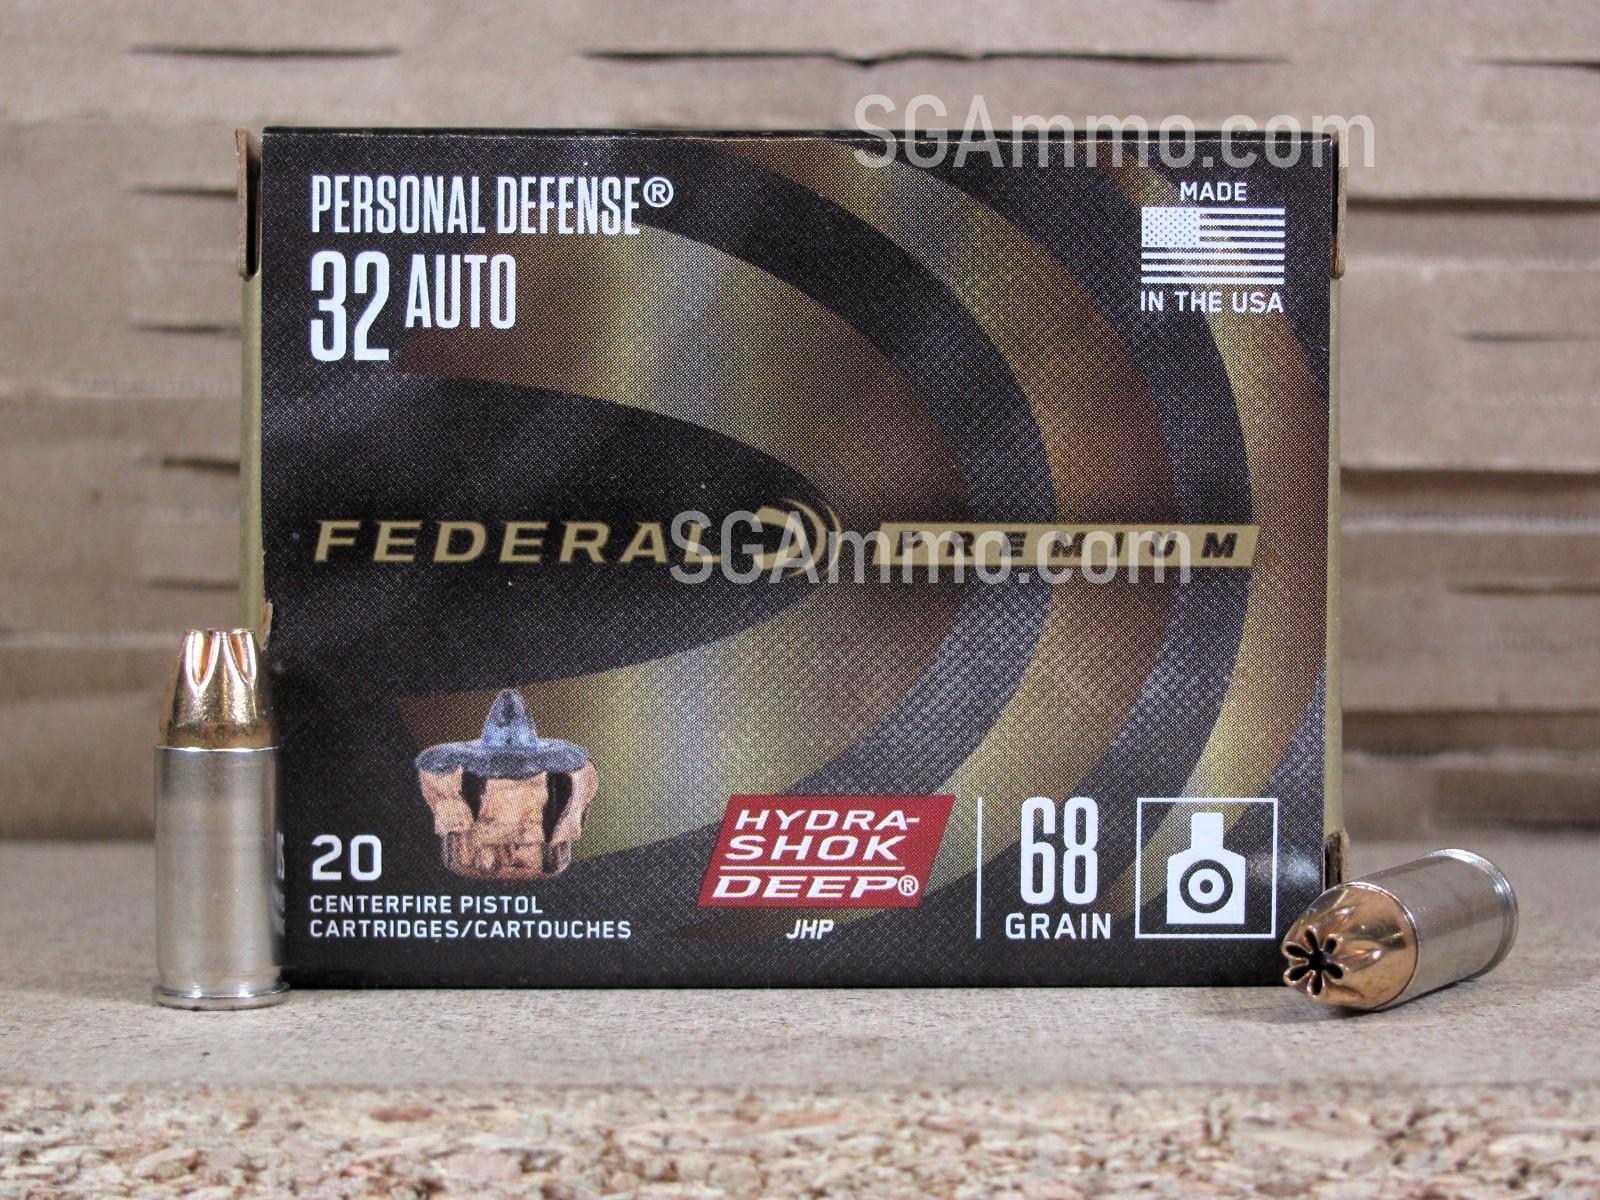 SGAmmo.com
PERSONAL DEFENSE®
32 AUTO
MADE
IN THE USA
FEDERAL PREMIUM
SGAmmo.com
20
CENTERFIRE PISTOL
CARTRIDGES/CARTOUCHES
HYDRA-
SHOK
DEEP®
JHP
68
GRAIN